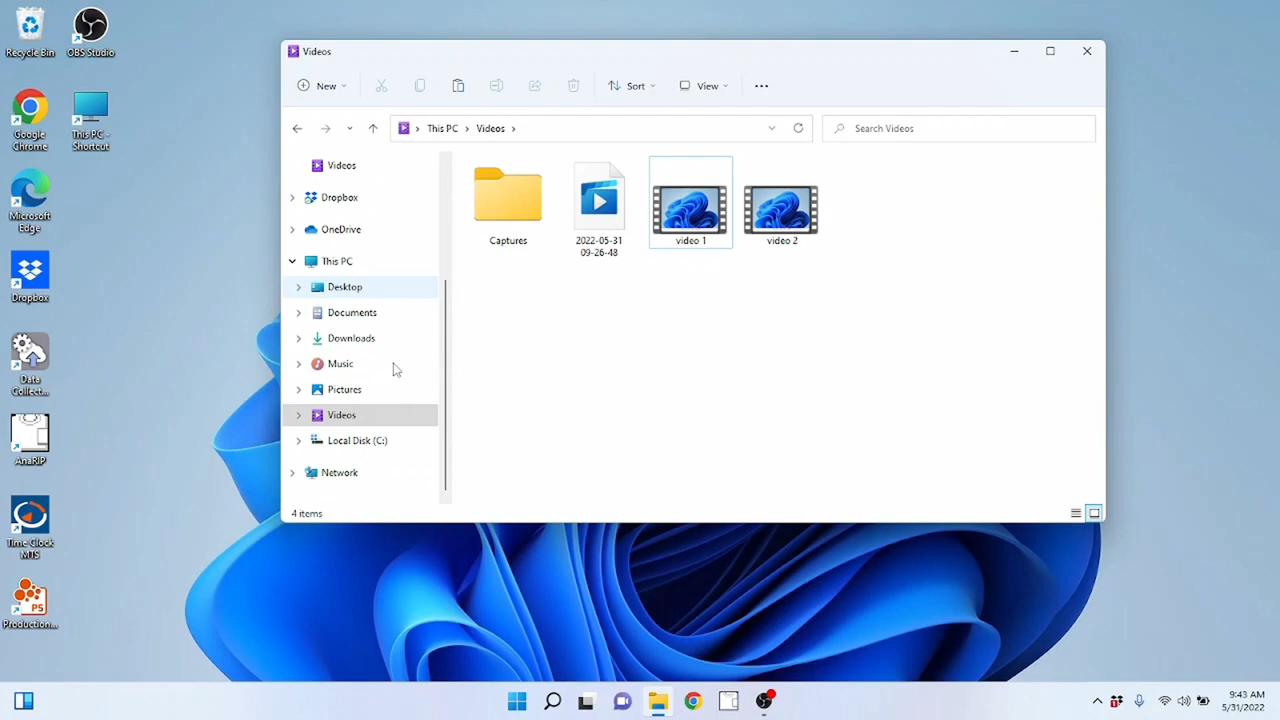 Recycle Bin
OBS Studio
Google
Chrome
This PC -
Shortcut
Microsoft
Edge
Dropbox
Data
Collect...
AnaRIP
Time Clock
MTS
PS
Production...
Videos
New
Sort
View
This PC > Videos >
Search Videos
Videos
Dropbox
OneDrive
This PC
Desktop
Documents
Downloads
Music
Pictures
Videos
Local Disk (C:)
Network
Captures
2022-05-31
09-26-48
video 1
video 2
4 items
9:43 AM
5/31/2022